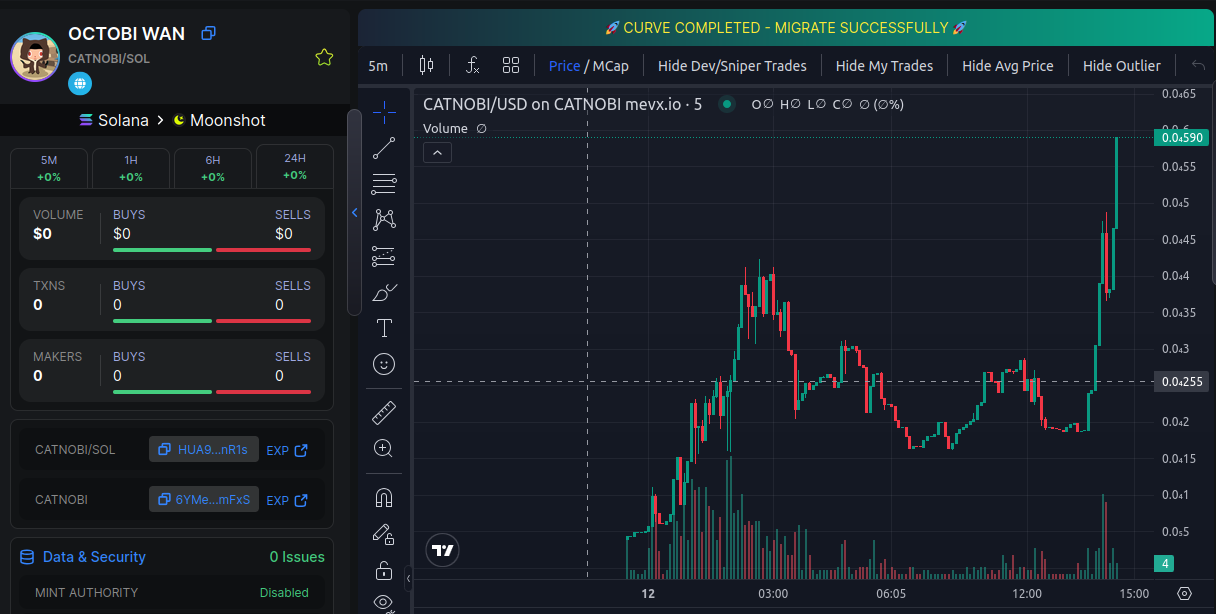 OCTOBI WAN
CATNOBI/SOL
Solana > Moonshot
5M 1H 6H 24H
+0% +0% +0% +0%
VOLUME BUYS SELLS
$0 $0 $0
TXNS BUYS SELLS
0 0 0
MAKERS BUYS SELLS
0 0 0
CATNOBI/SOL HUA9...nR1s EXP
CATNOBI 6YMe...mFxS EXP
Data & Security 0 Issues
MINT AUTHORITY Disabled
🚀 CURVE COMPLETED - MIGRATE SUCCESSFULLY 🚀
5m Price / MCap Hide Dev/Sniper Trades Hide My Trades Hide Avg Price Hide Outlier
CATNOBI/USD on CATNOBI mevx.io · 5 O∅ H∅ L∅ C∅ ∅ (∅%)
Volume ∅
0.0₄65
0.0₄6
0.0₄590
0.0₄55
0.0₄5
0.0₄45
0.0₄4
0.0₄35
0.0₄3
0.0₄255
0.0₄2
0.0₄15
0.0₄1
0.0₅5
4
12 03:00 06:05 12:00 15:00